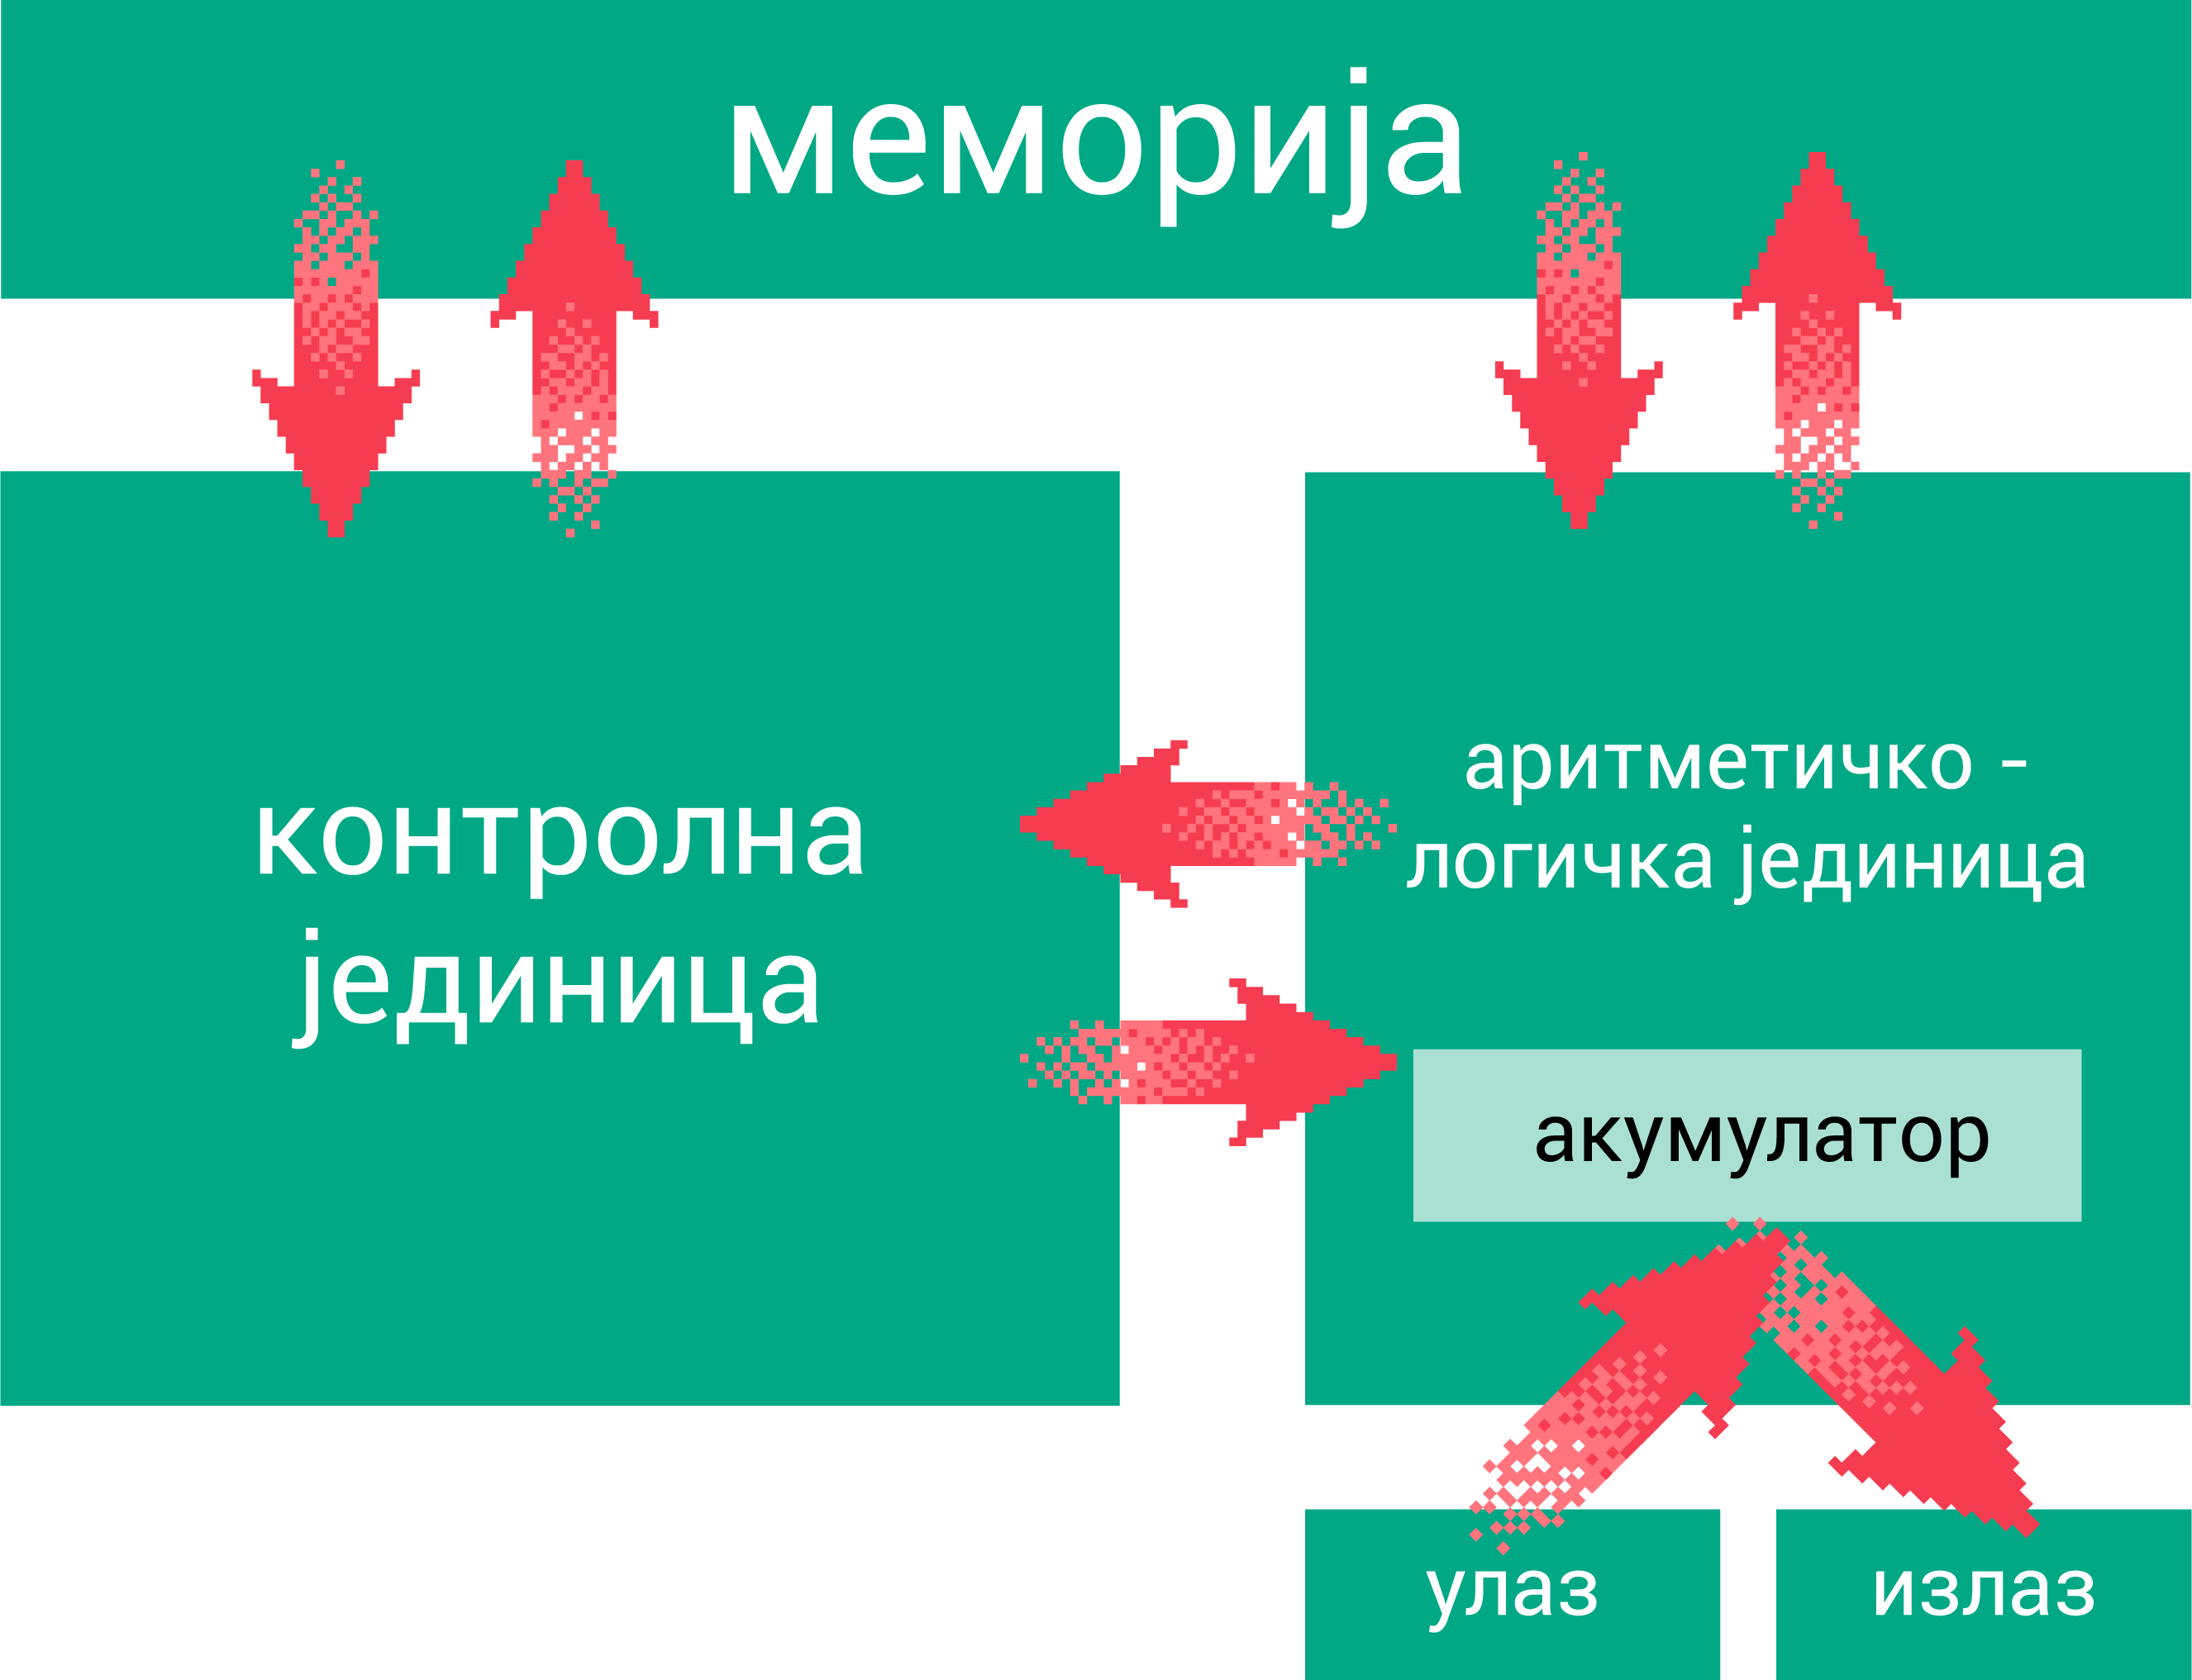 меморија
контролна
јединица
аритметичко -
логичка јединица
акумулатор
улаз
излаз